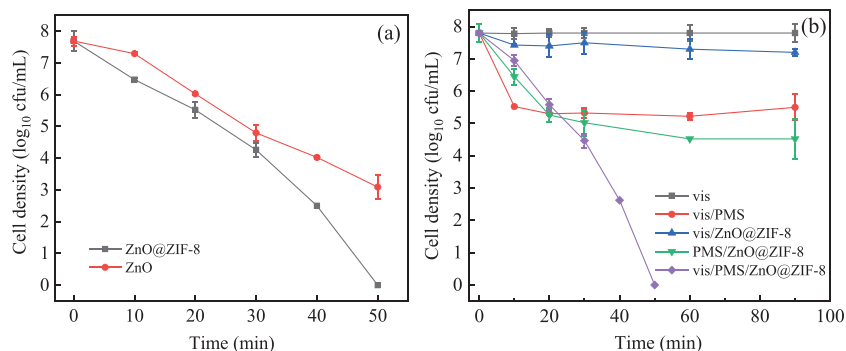 (a)
Cell density (log10 cfu/mL)
8
7
6
5
4
3
2
1
0
ZnO@ZIF-8
ZnO
0 10 20 30 40 50
Time (min)
(b)
Cell density (log10 cfu/mL)
8
7
6
5
4
3
2
1
0
vis
vis/PMS
vis/ZnO@ZIF-8
PMS/ZnO@ZIF-8
vis/PMS/ZnO@ZIF-8
0 20 40 60 80 100
Time (min)